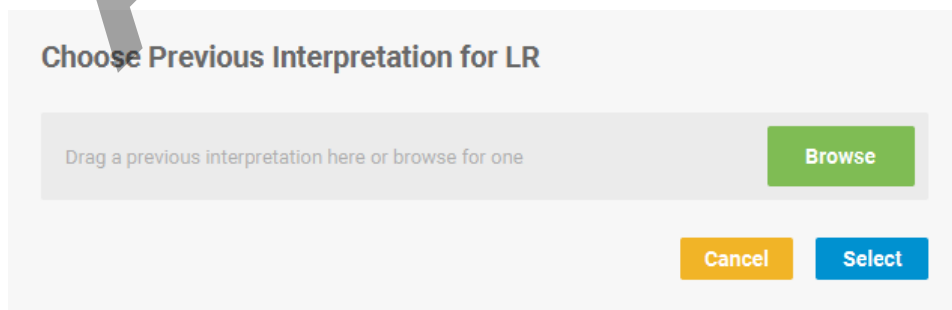 Choose Previous Interpretation for LR
Drag a previous interpretation here or browse for one
Browse
Cancel
Select